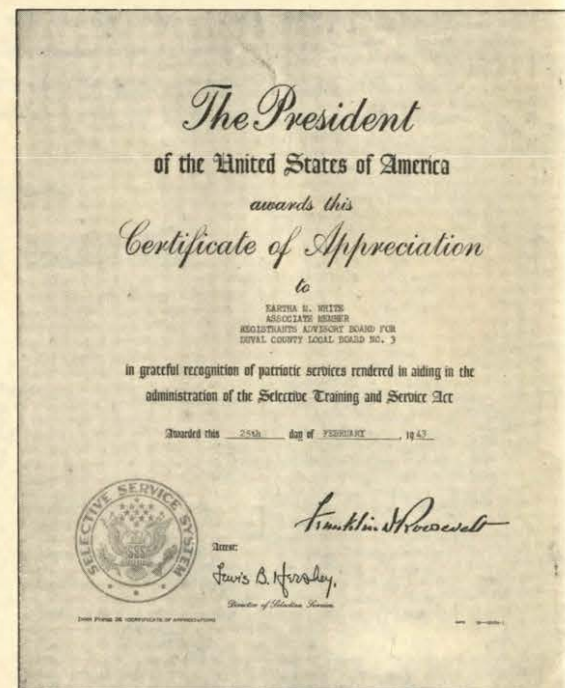 The President
of the United States of America
awards this
Certificate of Appreciation
to
EARTHA M. WHITE
ASSOCIATE MEMBER
REGISTRANTS ADVISORY BOARD FOR
DUVAL COUNTY LOCAL BOARD NO. 3
in grateful recognition of patriotic services rendered in aiding in the
administration of the Selective Training and Service Act
Awarded this 25th day of FEBRUARY, 1943
SELECTIVE SERVICE SYSTEM
Franklin D Roosevelt
Attest:
Lewis B. Hershey.
Director of Selective Service
(CERTIFICATE OF APPRECIATION)